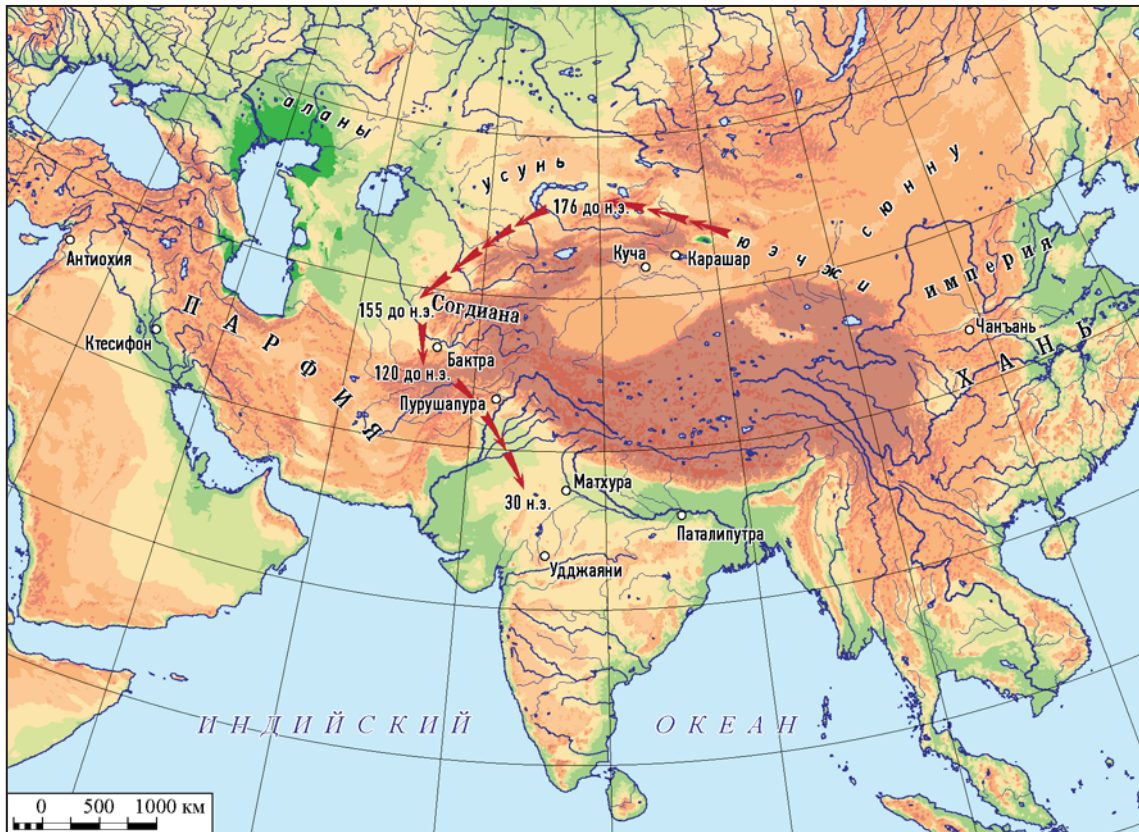 аланы
усунь
сюнну
176 до н.э.
юэчжи
Куча
Карашар
империя
ХАНЬ
Антиохия
ПАРФИЯ
155 до н.э.
Согдиана
Чанъань
Ктесифон
Бактра
120 до н.э.
Пурушапура
Матхура
30 н.э.
Паталипутра
Удджаяни
ИНДИЙСКИЙ ОКЕАН
0 500 1000 км